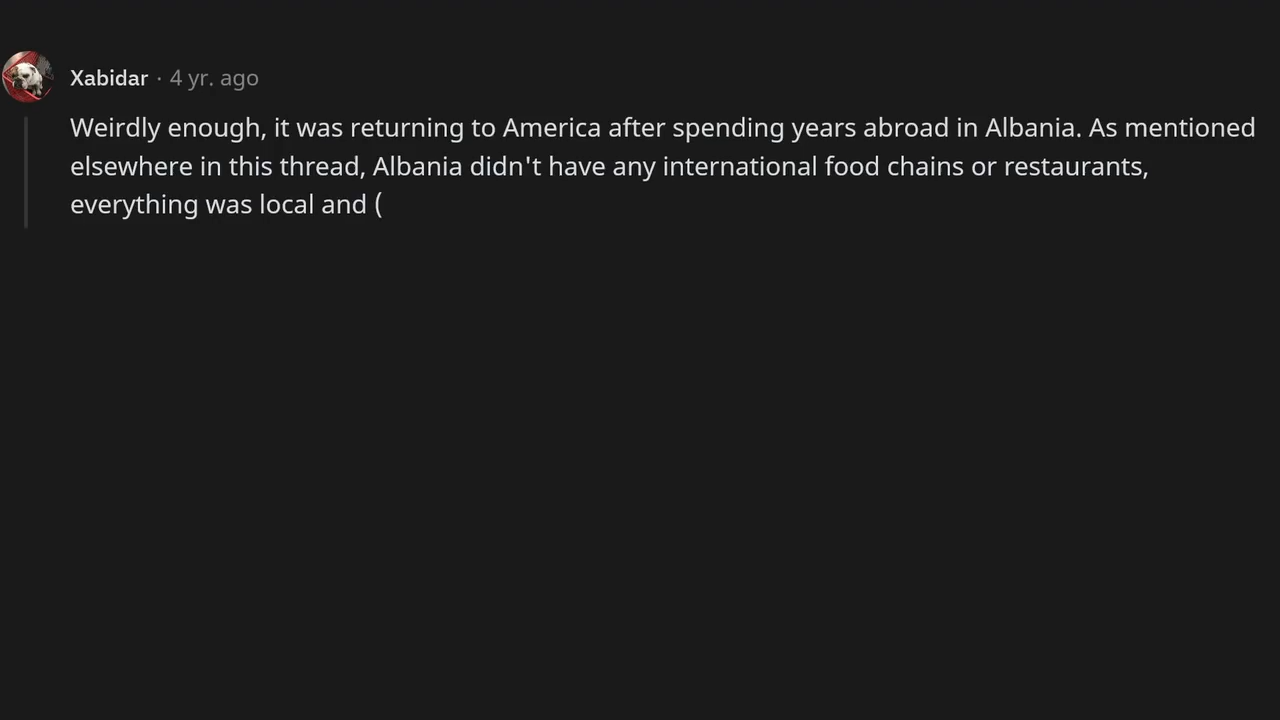 Xabidar · 4 yr. ago
Weirdly enough, it was returning to America after spending years abroad in Albania. As mentioned
elsewhere in this thread, Albania didn't have any international food chains or restaurants,
everything was local and (